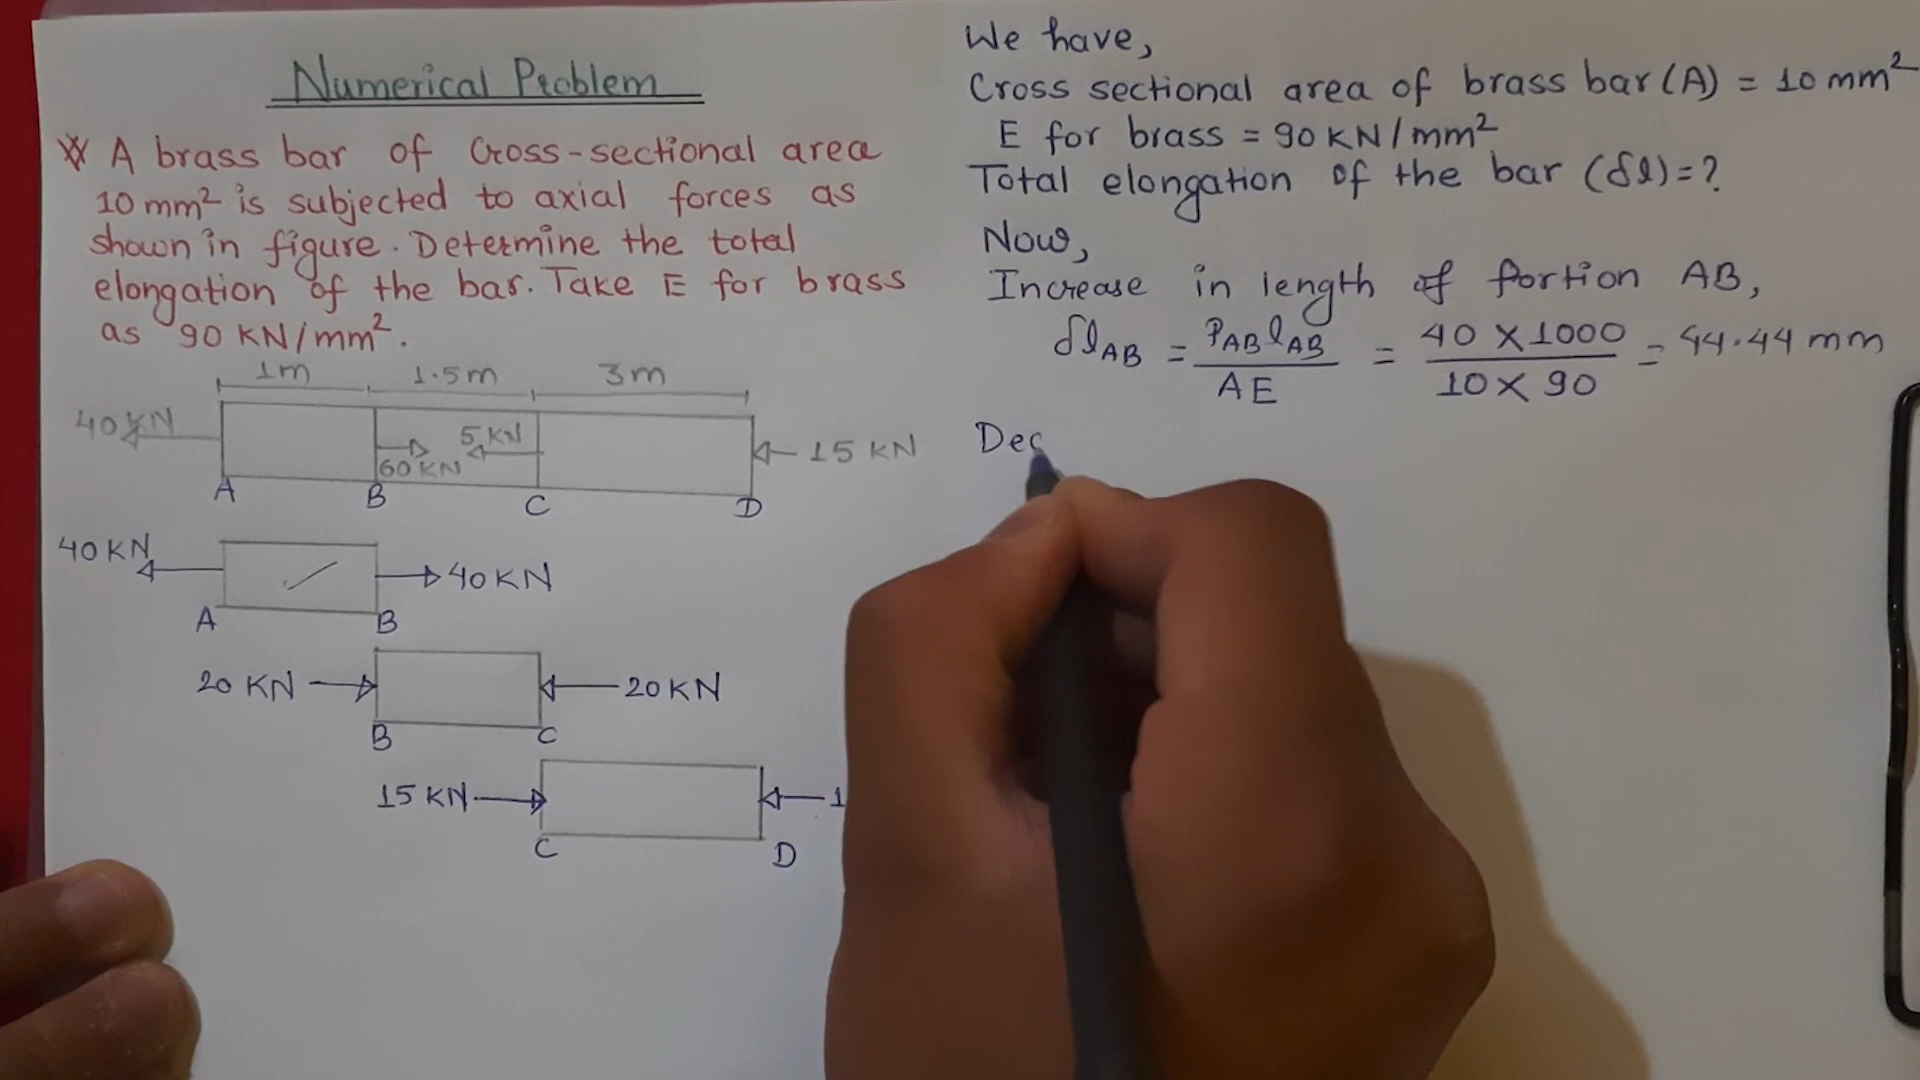 Numerical Problem
A brass bar of cross-sectional area
10 mm² is subjected to axial forces as
shown in figure. Determine the total
elongation of the bar. Take E for brass
as 90 KN/mm².
1m 1.5m 3m
40 KN 60 KN 5 KN 15 KN
A B C D
40 KN 40 KN
A B
20 KN 20 KN
B C
15 KN 1
C D
We have,
Cross sectional area of brass bar (A) = 10 mm²
E for brass = 90 KN/mm²
Total elongation of the bar (δl) = ?
Now,
Increase in length of portion AB,
δl_AB = P_AB l_AB / AE = 40 × 1000 / 10 × 90 = 44.44 mm
Dec